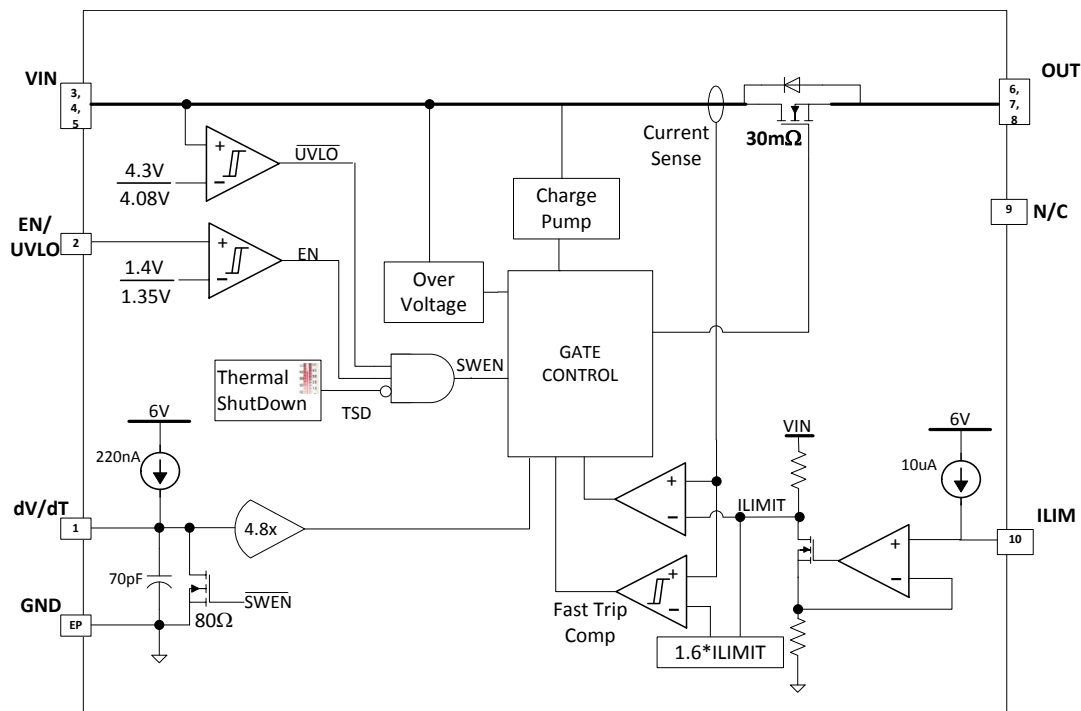 VIN
3,
4,
5
4.3V
4.08V
+
−
UVLO
EN/
UVLO
2
1.4V
1.35V
+
−
EN
Over
Voltage
Charge
Pump
Current
Sense
30mΩ
OUT
6,
7,
8
9
N/C
Thermal
ShutDown
TSD
SWEN
GATE
CONTROL
6V
220nA
dV/dT
1
4.8x
70pF
SWEN
80Ω
GND
EP
+
−
ILIMIT
+
−
Fast Trip
Comp
1.6*ILIMIT
VIN
6V
10uA
+
−
10
ILIM